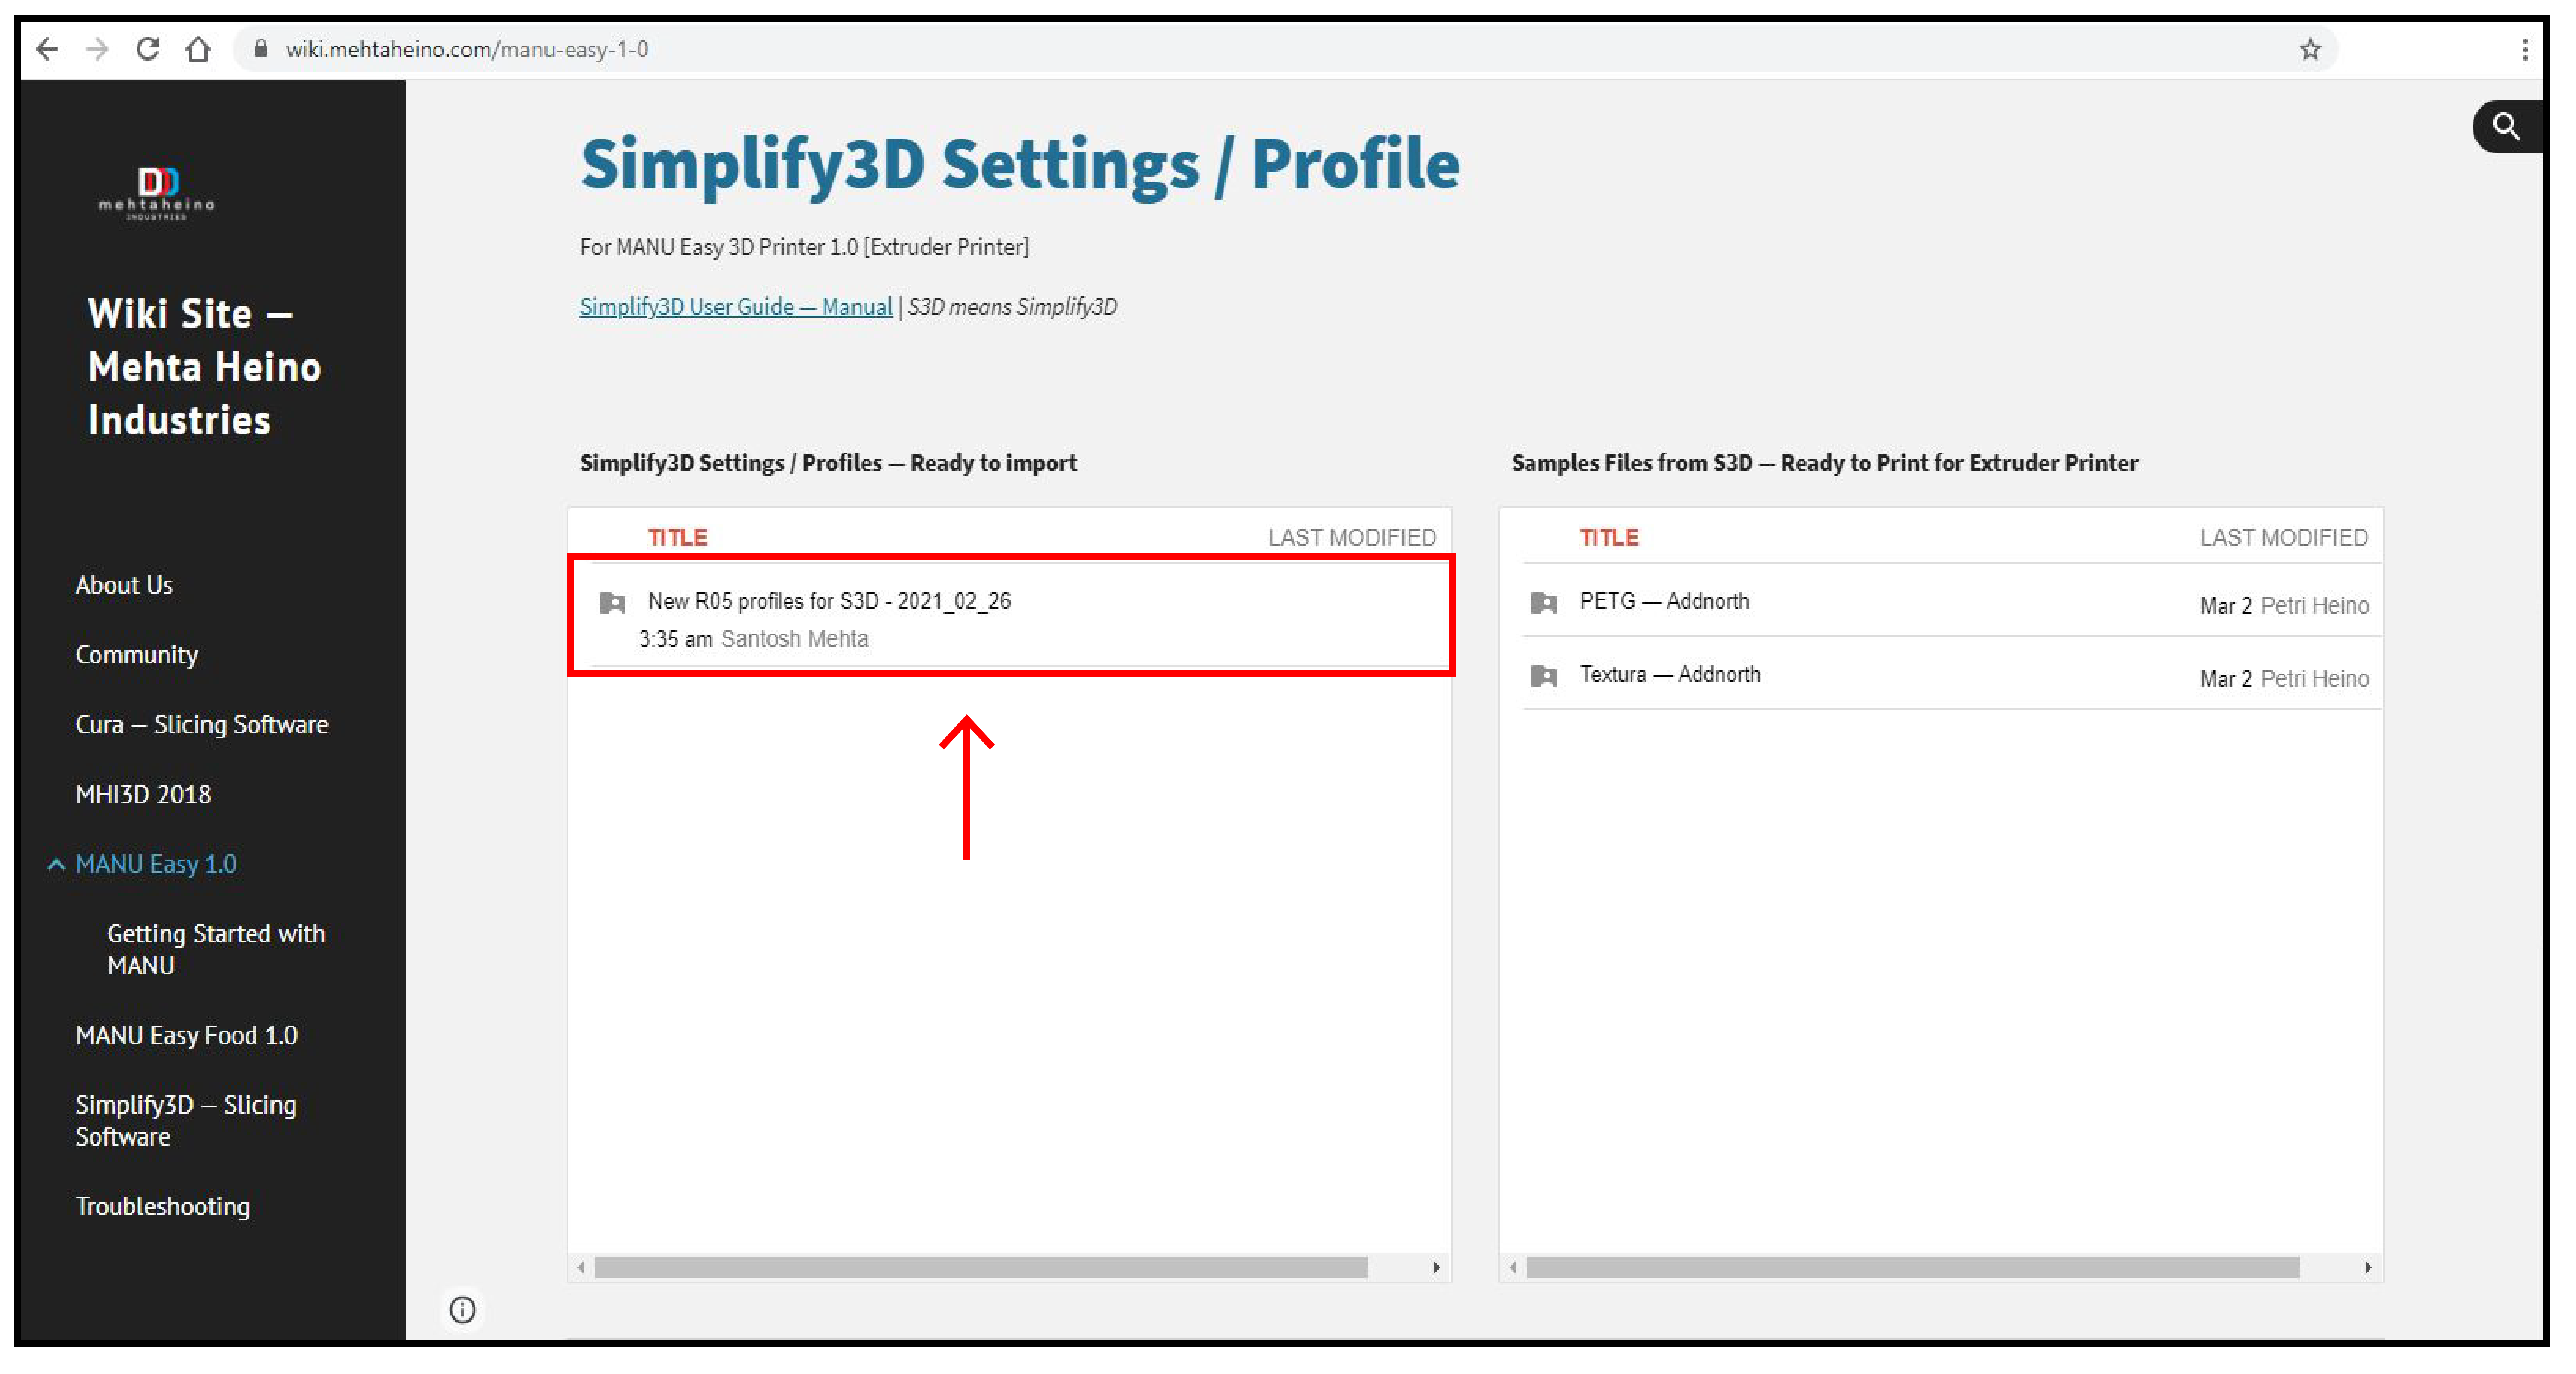 wiki.mehtaheino.com/manu-easy-1-0
mehtaheino
INDUSTRIES
Wiki Site –
Mehta Heino
Industries
About Us
Community
Cura – Slicing Software
MHI3D 2018
MANU Easy 1.0
Getting Started with
MANU
MANU Easy Food 1.0
Simplify3D – Slicing
Software
Troubleshooting
Simplify3D Settings / Profile
For MANU Easy 3D Printer 1.0 [Extruder Printer]
Simplify3D User Guide — Manual | S3D means Simplify3D
Simplify3D Settings / Profiles — Ready to import
TITLE LAST MODIFIED
New R05 profiles for S3D - 2021_02_26
3:35 am Santosh Mehta
Samples Files from S3D — Ready to Print for Extruder Printer
TITLE LAST MODIFIED
PETG — Addnorth Mar 2 Petri Heino
Textura — Addnorth Mar 2 Petri Heino